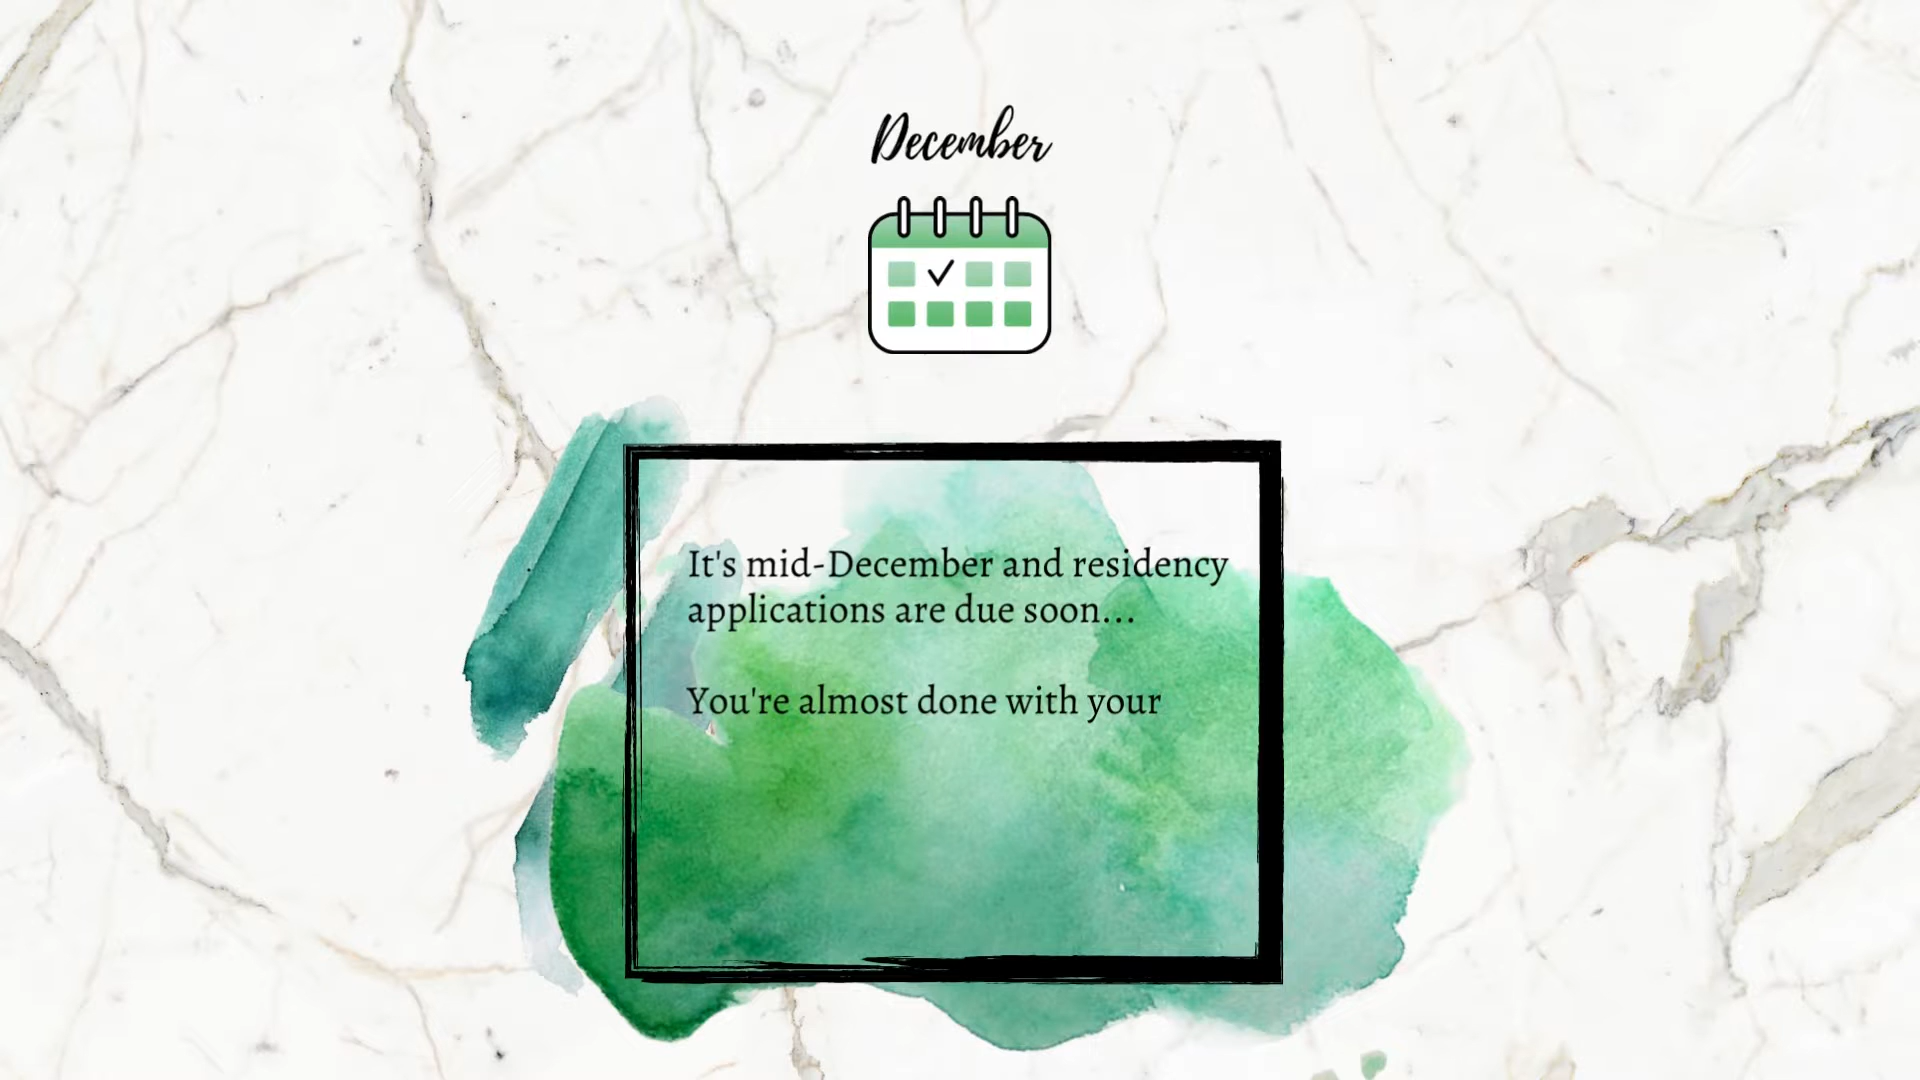 December
It's mid-December and residency
applications are due soon...
You're almost done with your